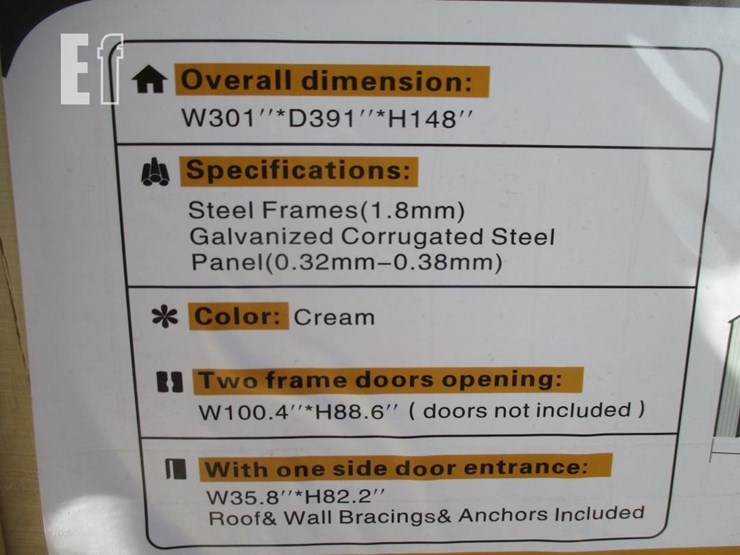 Ef
Overall dimension:
W301''*D391''*H148''
Specifications:
Steel Frames(1.8mm)
Galvanized Corrugated Steel
Panel(0.32mm–0.38mm)
Color: Cream
Two frame doors opening:
W100.4''*H88.6'' ( doors not included )
With one side door entrance:
W35.8''*H82.2''
Roof& Wall Bracings& Anchors Included